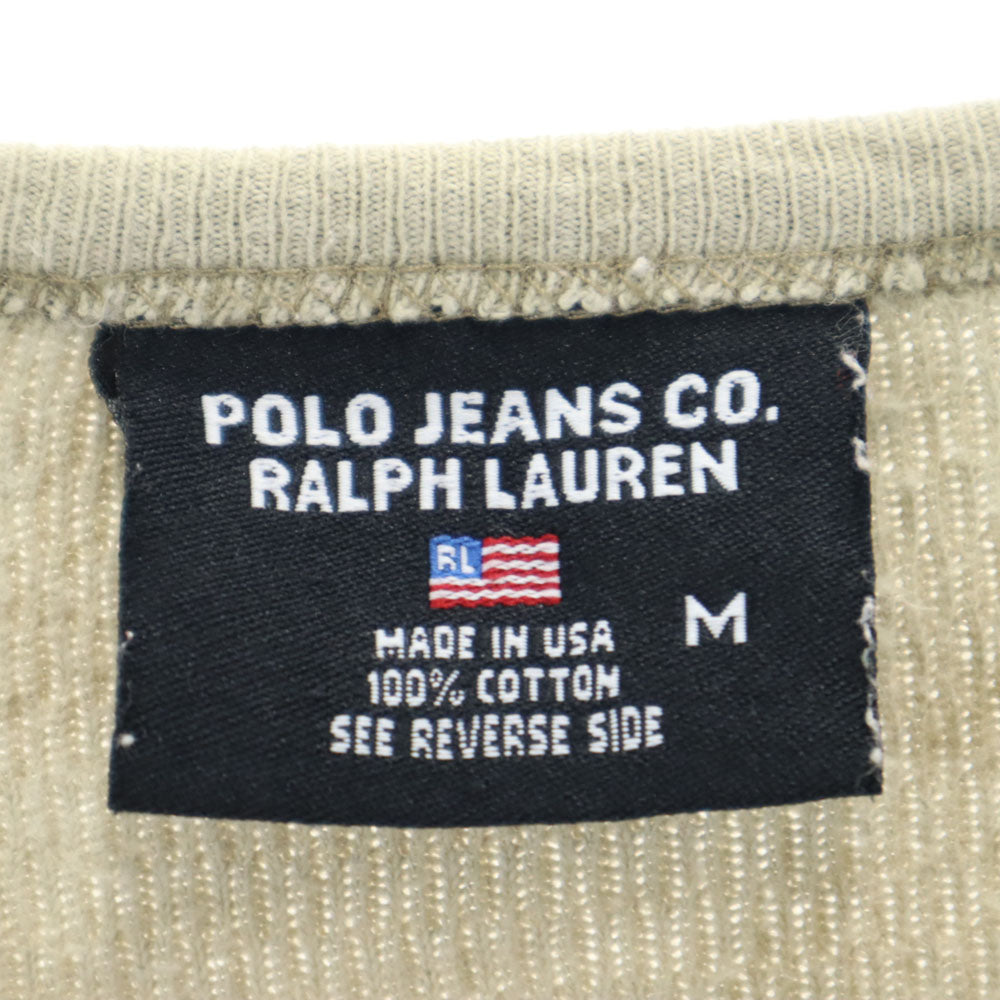 POLO JEANS CO.
RALPH LAUREN
RL
MADE IN USA
M
100% COTTON
SEE REVERSE SIDE